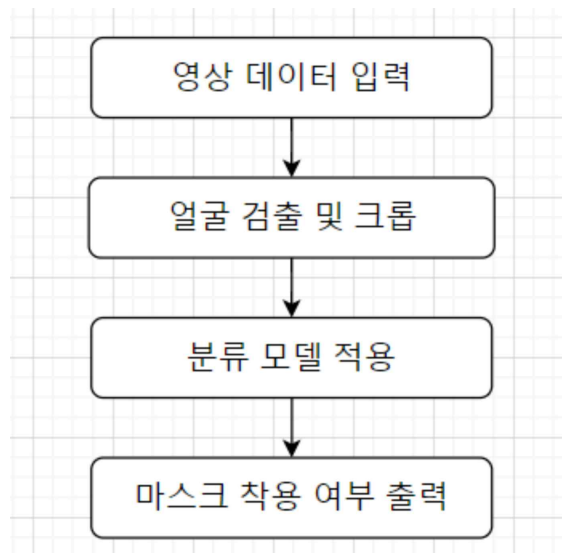 영상 데이터 입력
얼굴 검출 및 크롭
분류 모델 적용
마스크 착용 여부 출력